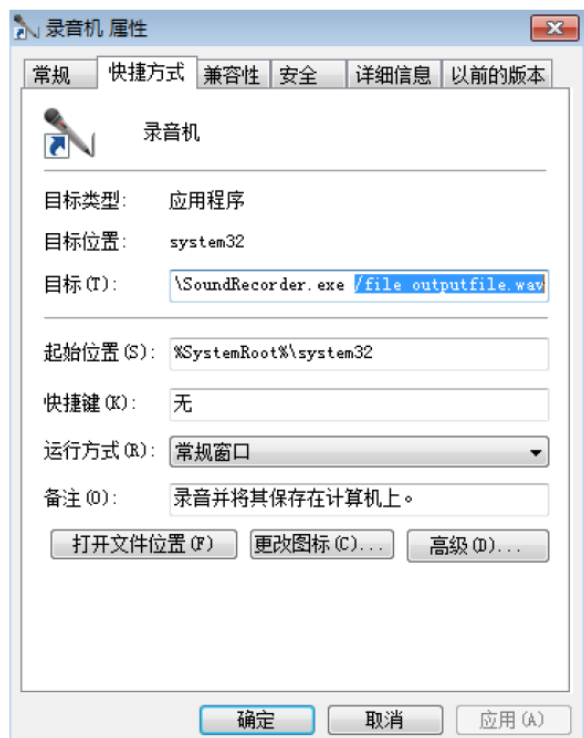 录音机 属性
常规 快捷方式 兼容性 安全 详细信息 以前的版本
录音机
目标类型: 应用程序
目标位置: system32
目标(T): \SoundRecorder.exe /file outputfile.wav
起始位置(S): %SystemRoot%\system32
快捷键(K): 无
运行方式(R): 常规窗口
备注(O): 录音并将其保存在计算机上。
打开文件位置(F) 更改图标(C)... 高级(D)...
确定 取消 应用(A)